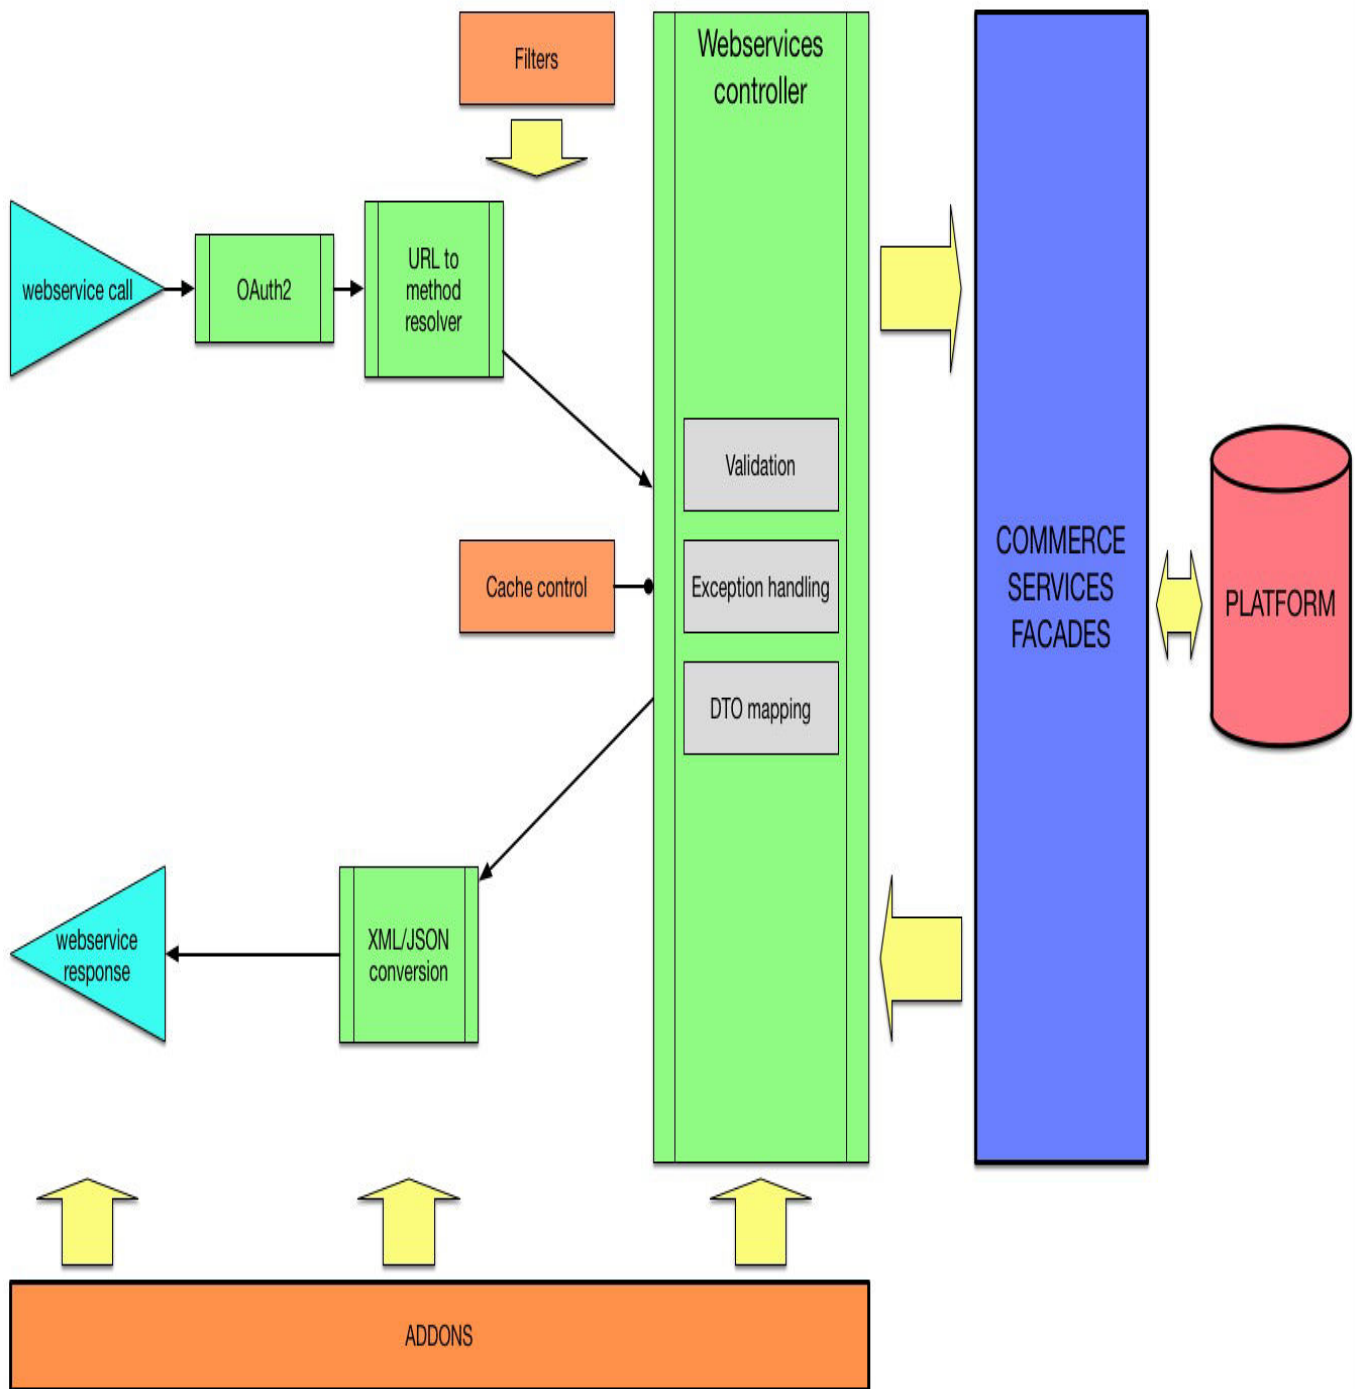 Filters
Webservices
controller
webservice call
OAuth2
URL to
method
resolver
Validation
Cache control
Exception handling
DTO mapping
COMMERCE
SERVICES
FACADES
PLATFORM
webservice
response
XML/JSON
conversion
ADDONS